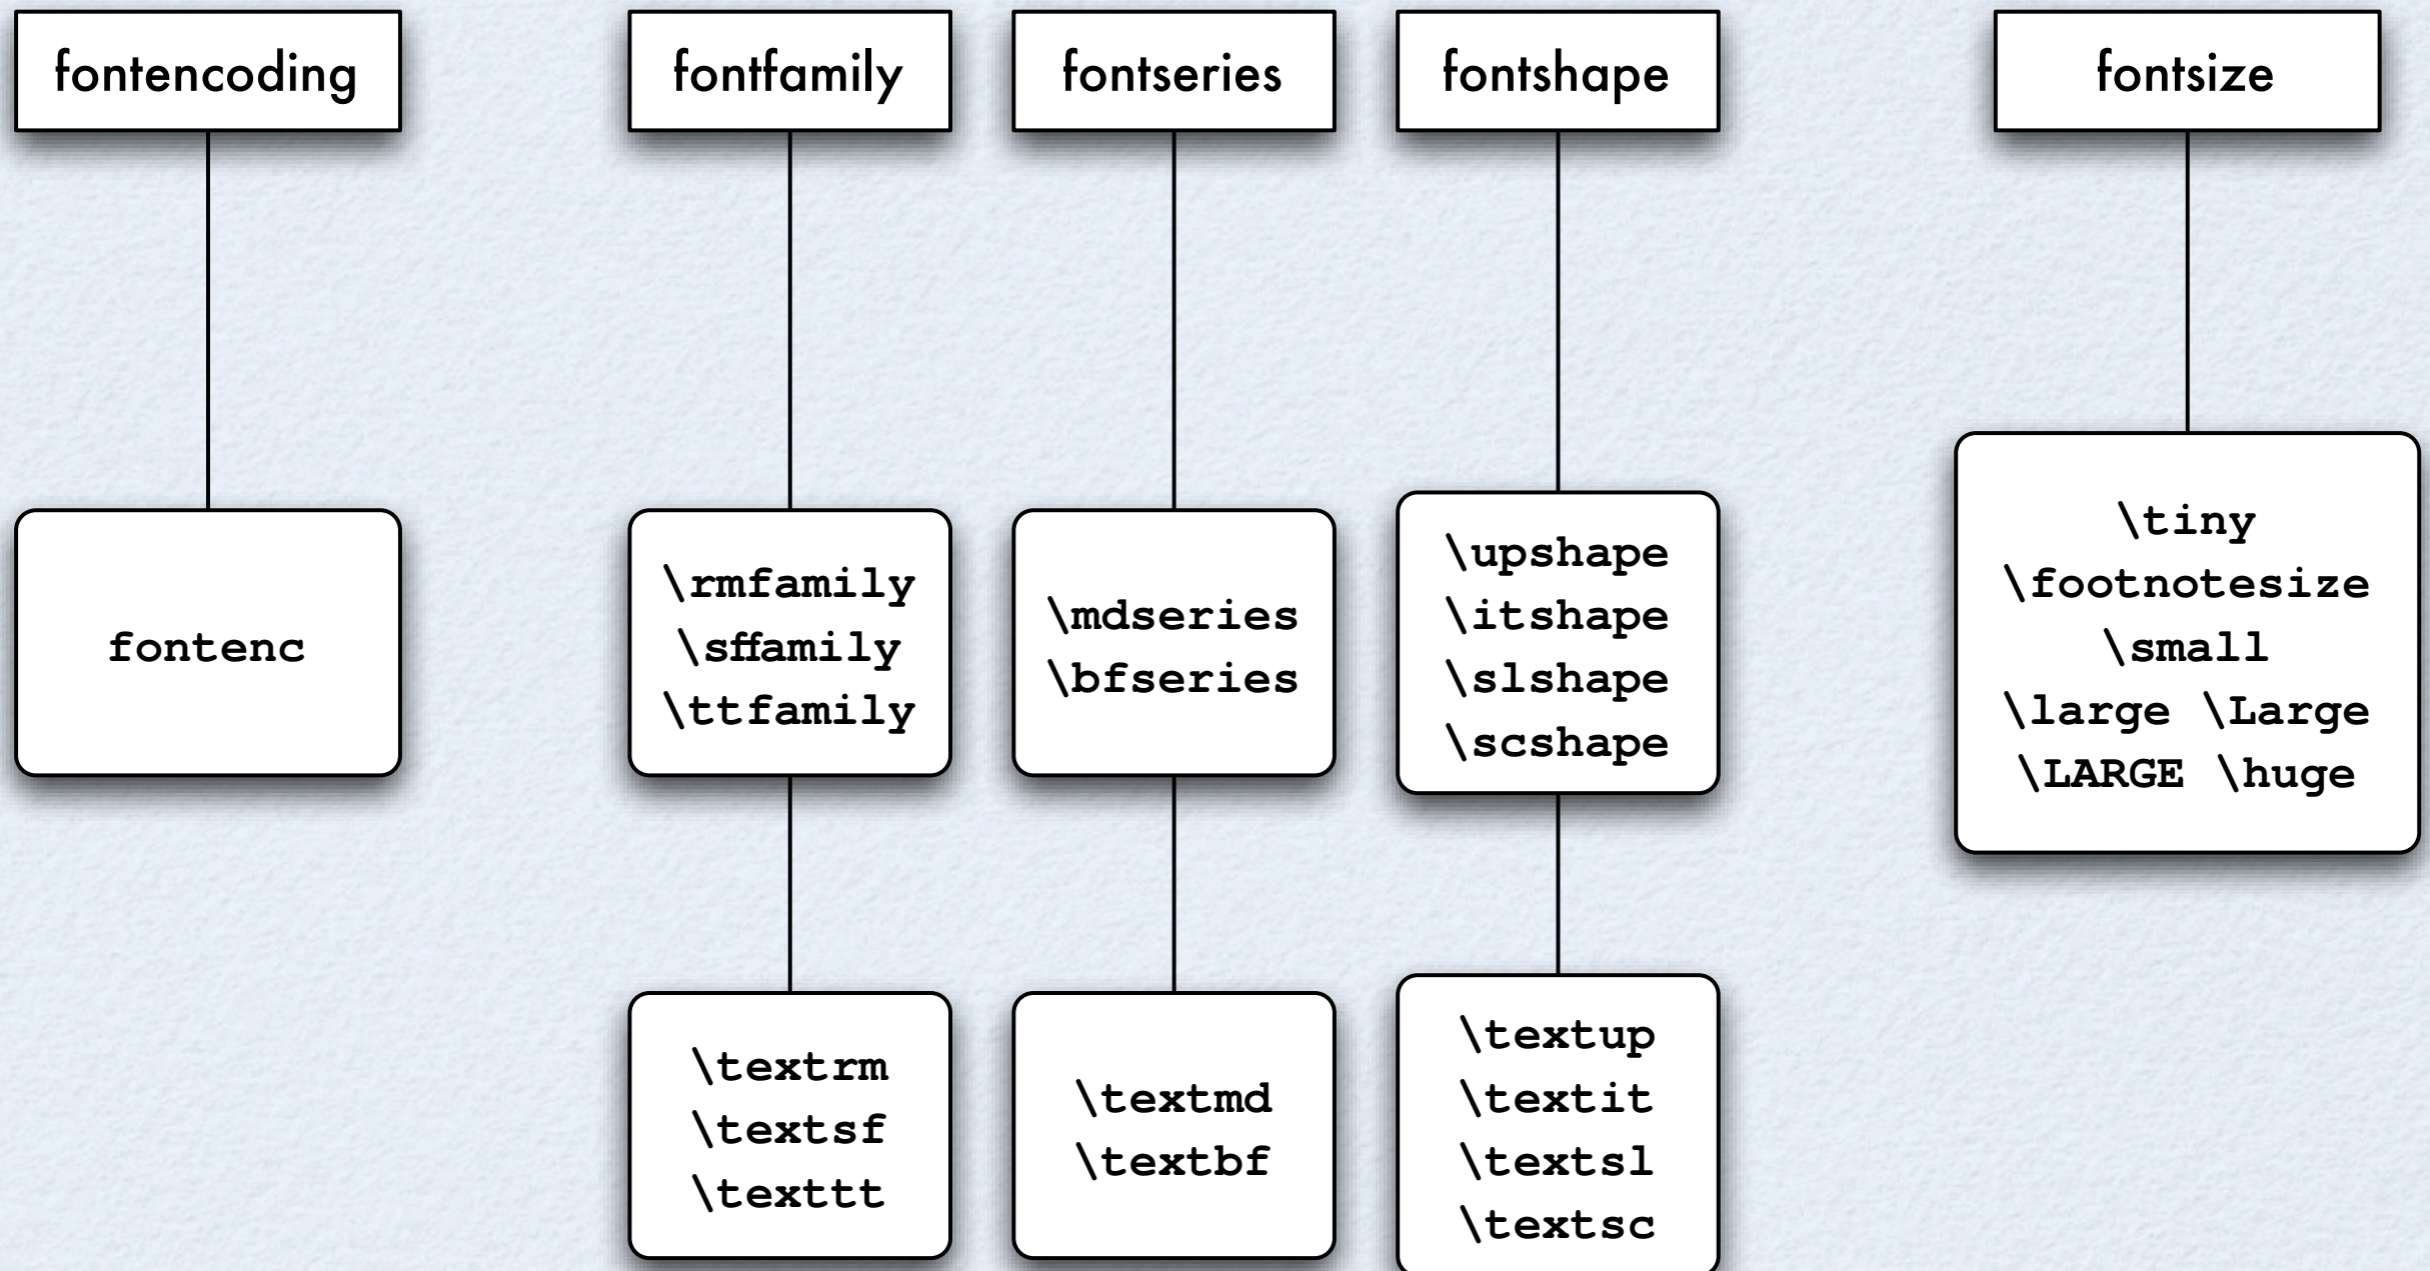 fontencoding
fontfamily
fontseries
fontshape
fontsize
fontenc
\rmfamily
\sffamily
\ttfamily
\mdseries
\bfseries
\upshape
\itshape
\slshape
\scshape
\tiny
\footnotesize
\small
\large \Large
\LARGE \huge
\textrm
\textsf
\texttt
\textmd
\textbf
\textup
\textit
\textsl
\textsc